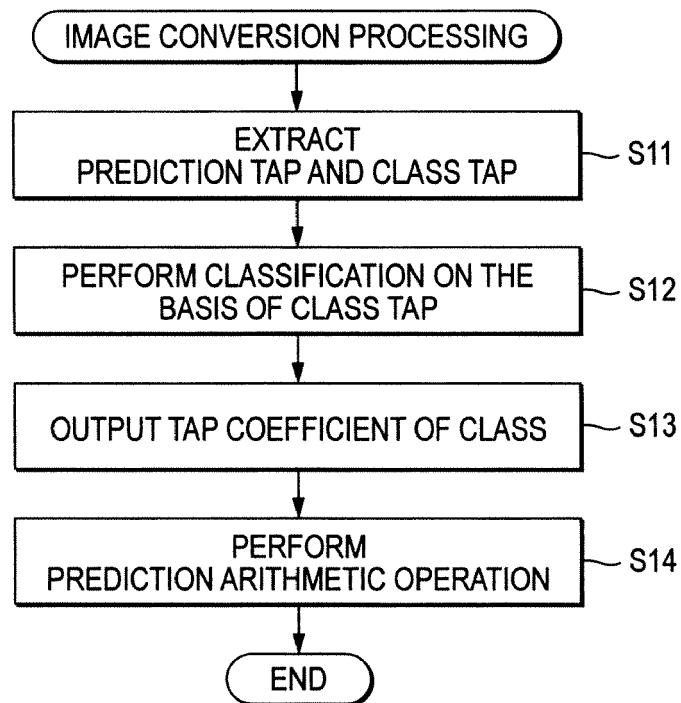 IMAGE CONVERSION PROCESSING
EXTRACT
PREDICTION TAP AND CLASS TAP
S11
PERFORM CLASSIFICATION ON THE
BASIS OF CLASS TAP
S12
OUTPUT TAP COEFFICIENT OF CLASS
S13
PERFORM
PREDICTION ARITHMETIC OPERATION
S14
END